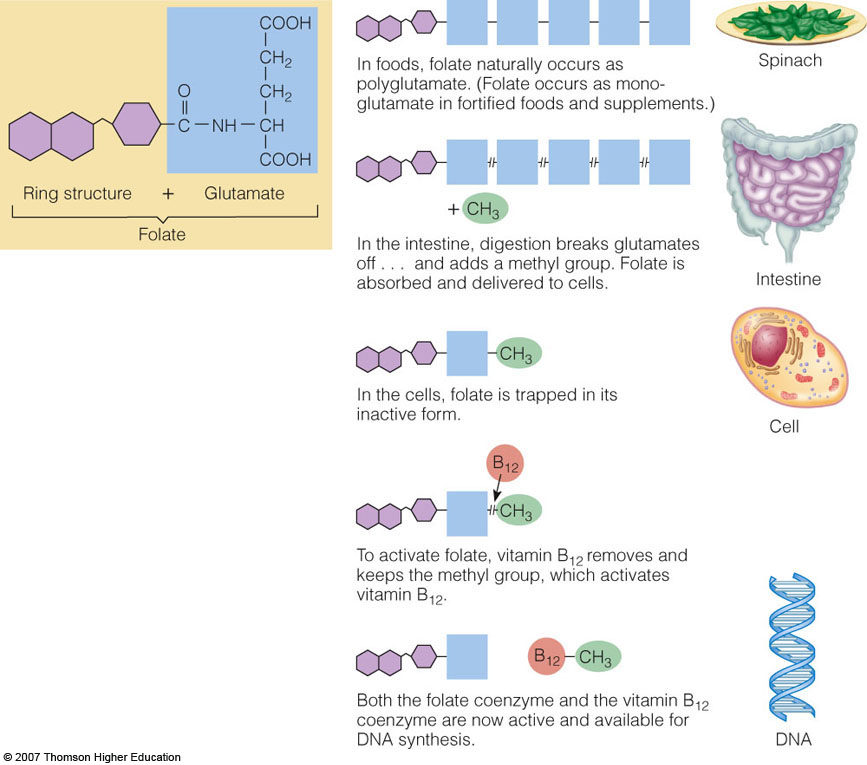 COOH
CH2
O
CH2
C – NH – CH
COOH
Ring structure + Glutamate
Folate
In foods, folate naturally occurs as
polyglutamate. (Folate occurs as mono-
glutamate in fortified foods and supplements.)
Spinach
+ CH3
In the intestine, digestion breaks glutamates
off . . . and adds a methyl group. Folate is
absorbed and delivered to cells.
Intestine
CH3
In the cells, folate is trapped in its
inactive form.
Cell
B12
CH3
To activate folate, vitamin B12 removes and
keeps the methyl group, which activates
vitamin B12.
B12 – CH3
Both the folate coenzyme and the vitamin B12
coenzyme are now active and available for
DNA synthesis.
DNA
© 2007 Thomson Higher Education